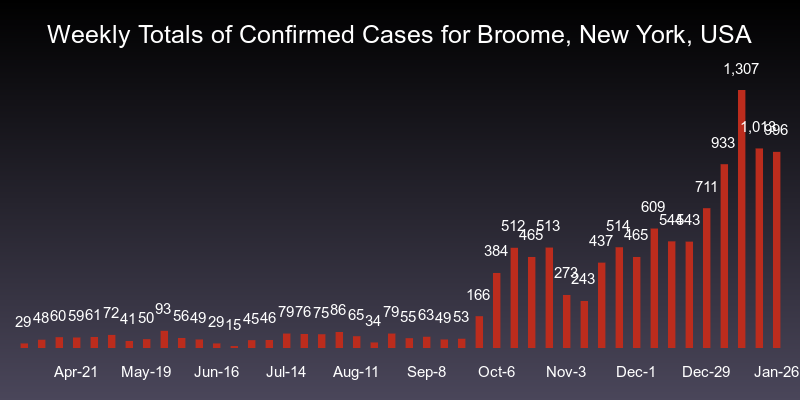 Weekly Totals of Confirmed Cases for Broome, New York, USA
29 48 60 59 61 72 41 50 93 56 49 29 15 45 46 79 76 75 86 65 34 79 55 63 49 53 166 384 512 465 513 273 243 437 514 465 609 544 543 711 933 1,307 1,013 996
Apr-21 May-19 Jun-16 Jul-14 Aug-11 Sep-8 Oct-6 Nov-3 Dec-1 Dec-29 Jan-26